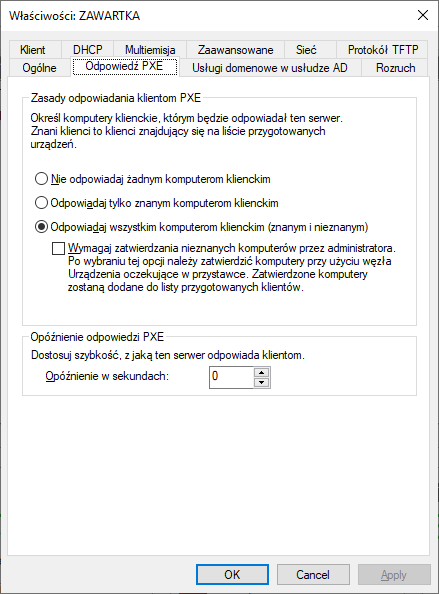 Właściwości: ZAWARTKA
Klient DHCP Multiemisja Zaawansowane Sieć Protokół TFTP
Ogólne Odpowiedź PXE Usługi domenowe w usłudze AD Rozruch
Zasady odpowiadania klientom PXE
Określ komputery klienckie, którym będzie odpowiadał ten serwer.
Znani klienci to klienci znajdujący się na liście przygotowanych
urządzeń.
Nie odpowiadaj żadnym komputerom klienckim
Odpowiadaj tylko znanym komputerom klienckim
Odpowiadaj wszystkim komputerom klienckim (znanym i nieznanym)
Wymagaj zatwierdzania nieznanych komputerów przez administratora.
Po wybraniu tej opcji należy zatwierdzić komputery przy użyciu węzła
Urządzenia oczekujące w przystawce. Zatwierdzone komputery
zostaną dodane do listy przygotowanych klientów.
Opóźnienie odpowiedzi PXE
Dostosuj szybkość, z jaką ten serwer odpowiada klientom.
Opóźnienie w sekundach: 0
OK Cancel Apply